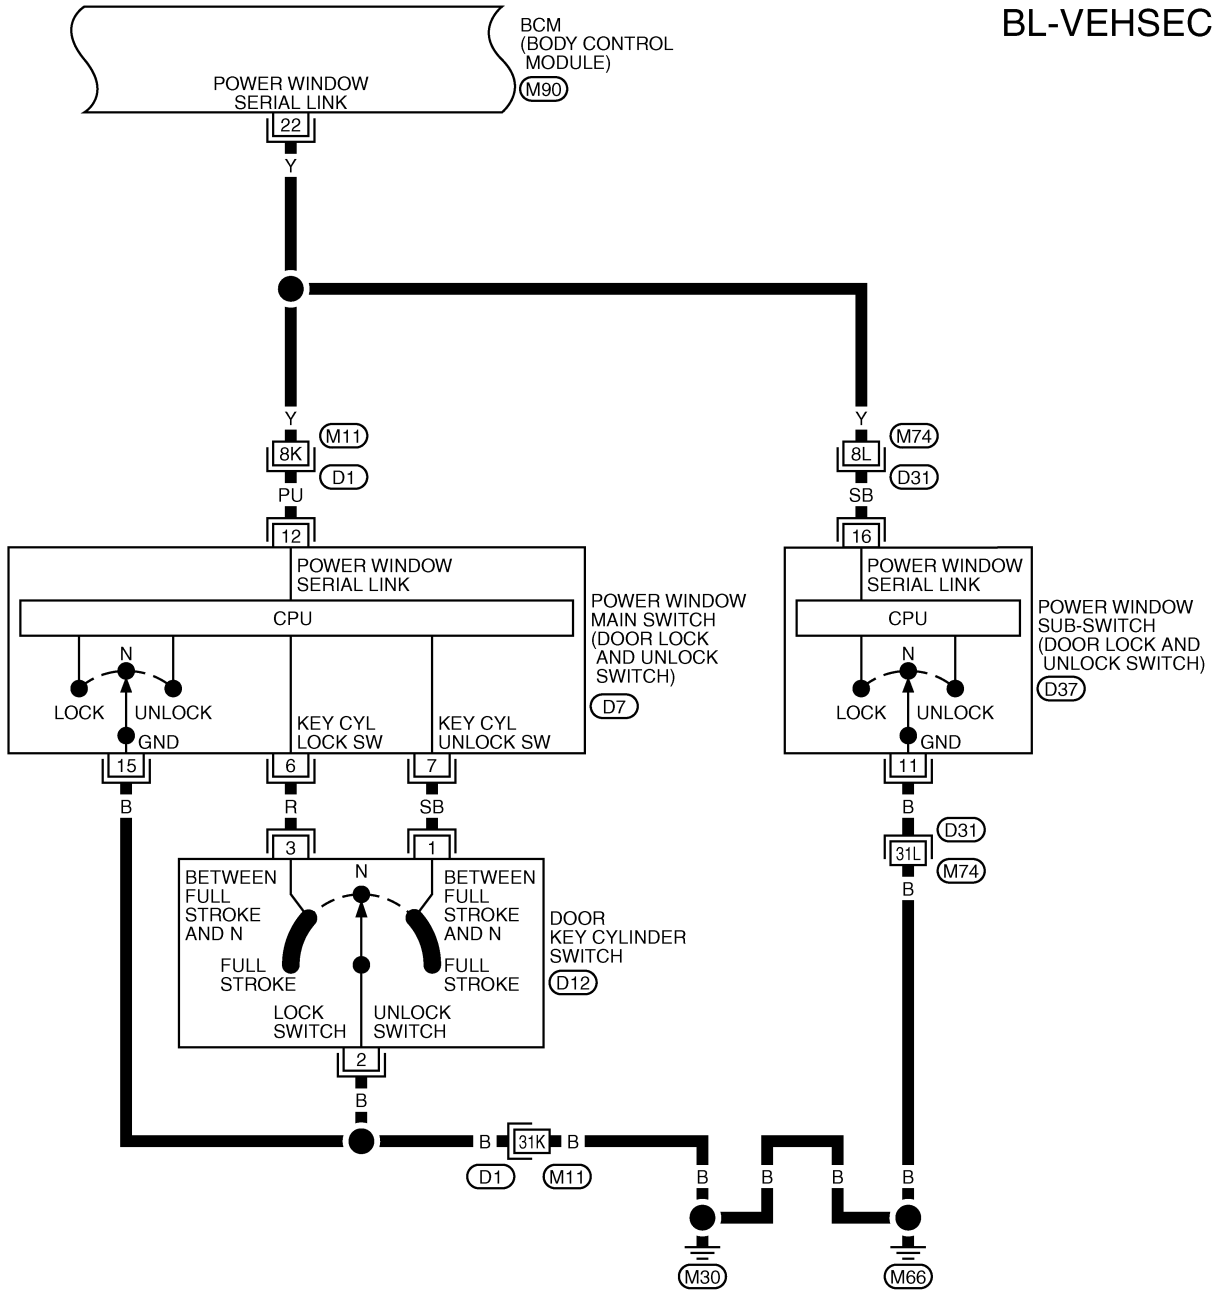 BL-VEHSEC
BCM
(BODY CONTROL
MODULE)
M90
POWER WINDOW
SERIAL LINK
22
Y
Y
Y
M11
8K
D1
PU
M74
8L
D31
SB
12
16
POWER WINDOW
SERIAL LINK
CPU
N
LOCK
UNLOCK
GND
KEY CYL
LOCK SW
KEY CYL
UNLOCK SW
POWER WINDOW
MAIN SWITCH
(DOOR LOCK
AND UNLOCK
SWITCH)
D7
POWER WINDOW
SERIAL LINK
CPU
N
LOCK
UNLOCK
GND
POWER WINDOW
SUB-SWITCH
(DOOR LOCK AND
UNLOCK SWITCH)
D37
15
6
7
11
B
R
SB
B
3
1
D31
31L
M74
B
BETWEEN
FULL
STROKE
AND N
N
BETWEEN
FULL
STROKE
AND N
FULL
STROKE
FULL
STROKE
LOCK
SWITCH
UNLOCK
SWITCH
DOOR
KEY CYLINDER
SWITCH
D12
2
B
B
31K
B
D1
M11
B
B
B
B
M30
M66